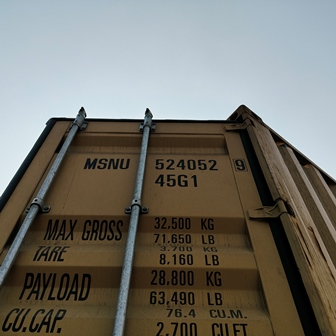 MSNU 524052 9
45G1
MAX GROSS 32,500 KG
71,650 LB
TARE 3,700 KG
8,160 LB
PAYLOAD 28,800 KG
63,490 LB
CU.CAP. 76.4 CU.M.
2,700 CU.FT